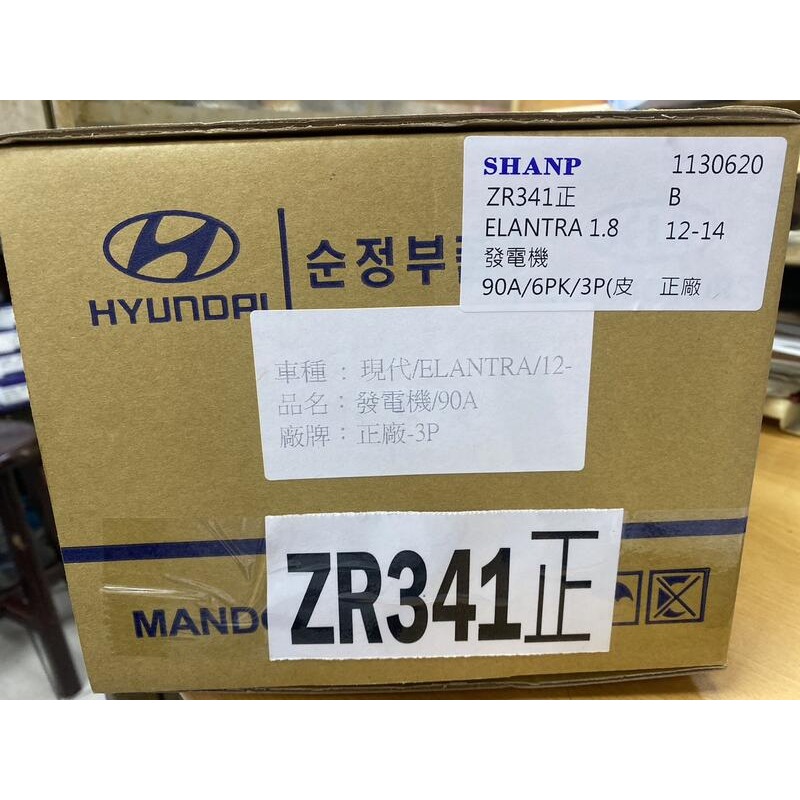 SHANP 1130620
ZR341正 B
ELANTRA 1.8 12-14
發電機
90A/6PK/3P(皮 正廠
HYUNDAI
순정부
車種：現代/ELANTRA/12-
品名：發電機/90A
廠牌：正廠-3P
ZR341正
MANDO